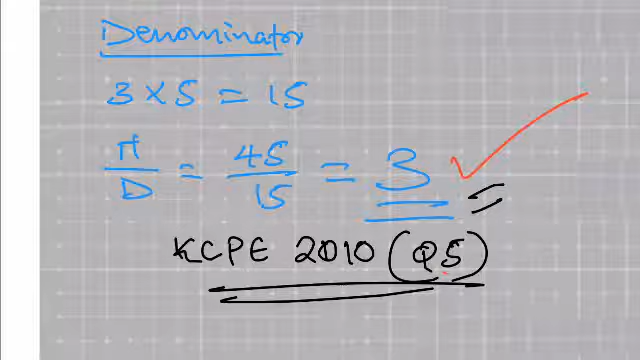 Denominator
3 × 5 = 15
N/D = 45/15 = 3 ✓
KCPE 2010 (Q5)